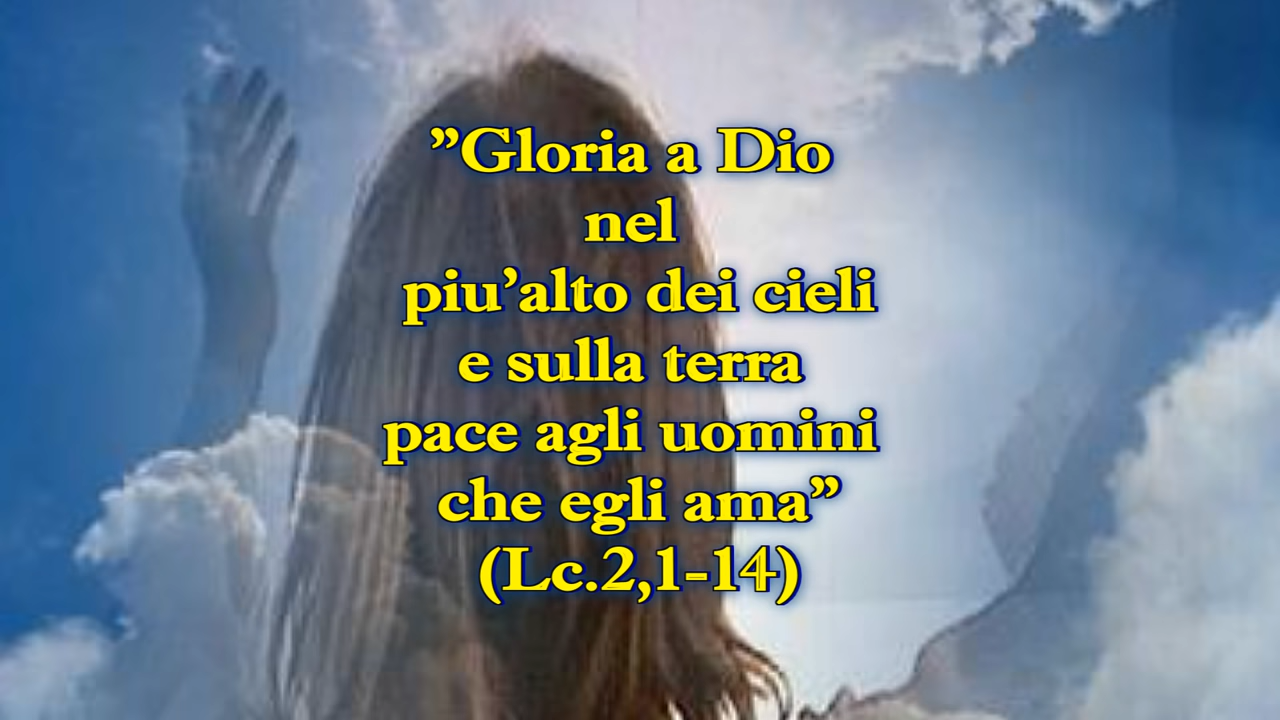 ”Gloria a Dio
nel
piu’alto dei cieli
e sulla terra
pace agli uomini
che egli ama”
(Lc.2,1-14)